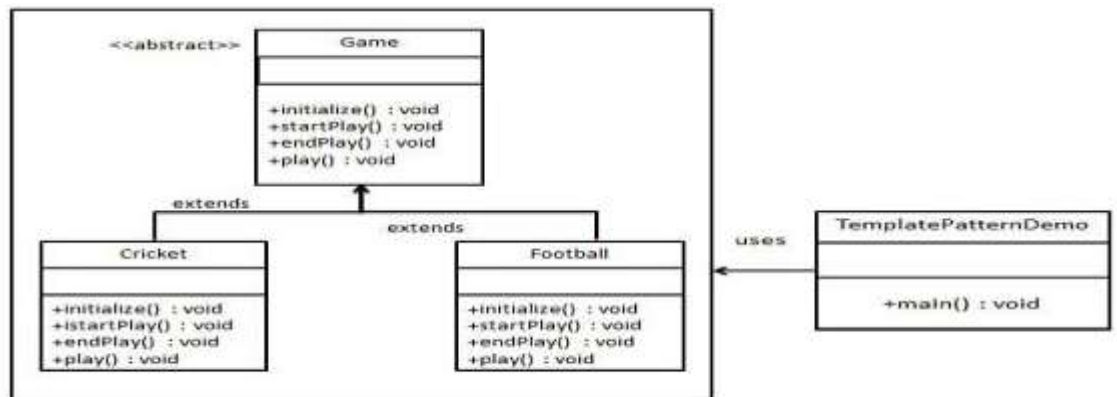 <<abstract>>
Game
+initialize() : void
+startPlay() : void
+endPlay() : void
+play() : void
extends
extends
Cricket
+initialize() : void
+istartPlay() : void
+endPlay() : void
+play() : void
Football
+initialize() : void
+startPlay() : void
+endPlay() : void
+play() : void
uses
TemplatePatternDemo
+main() : void